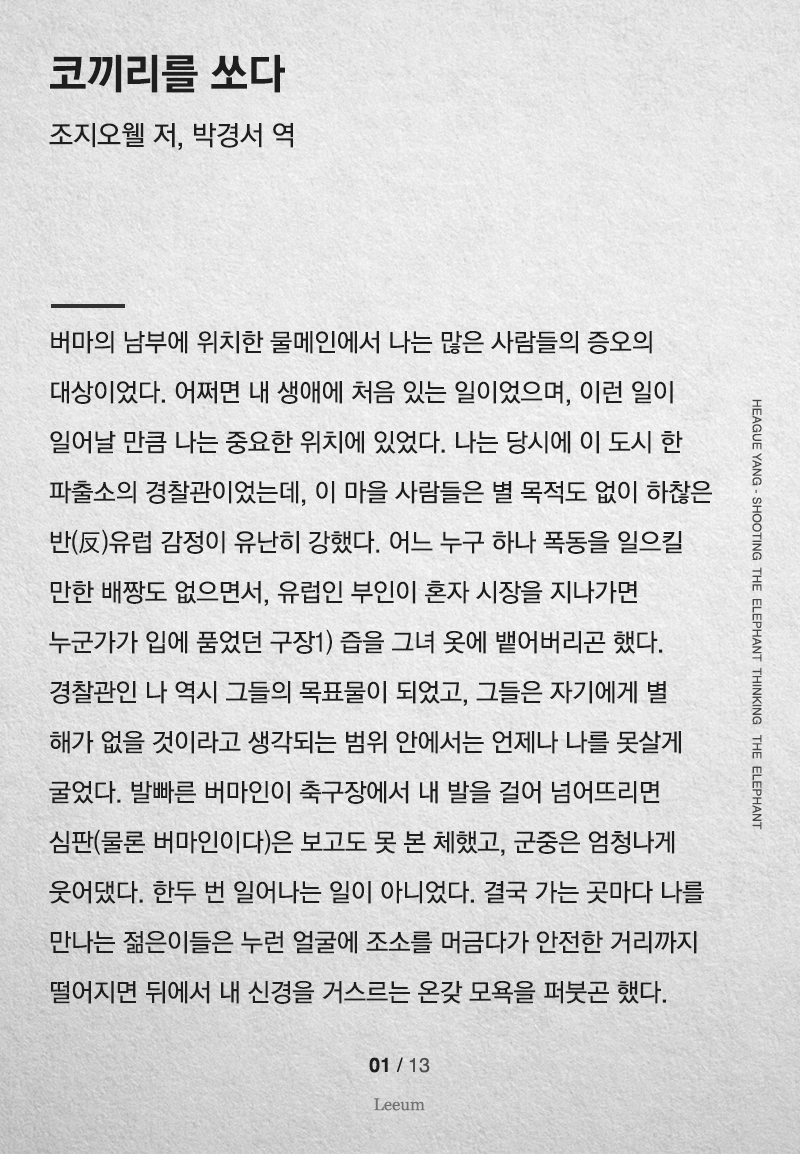 코끼리를 쏘다
조지오웰 저, 박경서 역
버마의 남부에 위치한 물메인에서 나는 많은 사람들의 증오의
대상이었다. 어쩌면 내 생애에 처음 있는 일이었으며, 이런 일이
일어날 만큼 나는 중요한 위치에 있었다. 나는 당시에 이 도시 한
파출소의 경찰관이었는데, 이 마을 사람들은 별 목적도 없이 하찮은
반(反)유럽 감정이 유난히 강했다. 어느 누구 하나 폭동을 일으킬
만한 배짱도 없으면서, 유럽인 부인이 혼자 시장을 지나가면
누군가가 입에 품었던 구장1) 즙을 그녀 옷에 뱉어버리곤 했다.
경찰관인 나 역시 그들의 목표물이 되었고, 그들은 자기에게 별
해가 없을 것이라고 생각되는 범위 안에서는 언제나 나를 못살게
굴었다. 발빠른 버마인이 축구장에서 내 발을 걸어 넘어뜨리면
심판(물론 버마인이다)은 보고도 못 본 체했고, 군중은 엄청나게
웃어댔다. 한두 번 일어나는 일이 아니었다. 결국 가는 곳마다 나를
만나는 젊은이들은 누런 얼굴에 조소를 머금다가 안전한 거리까지
떨어지면 뒤에서 내 신경을 거스르는 온갖 모욕을 퍼붓곤 했다.
HEAGUE YANG - SHOOTING THE ELEPHANT THINKING THE ELEPHANT
01 / 13
Leeum